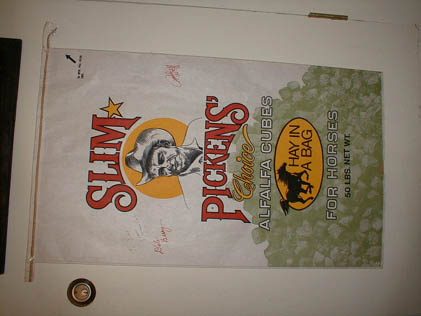 SLIM
PICKENS'
Choice
ALFALFA CUBES
HAY IN
A BAG
FOR HORSES
50 LBS. NET WT.